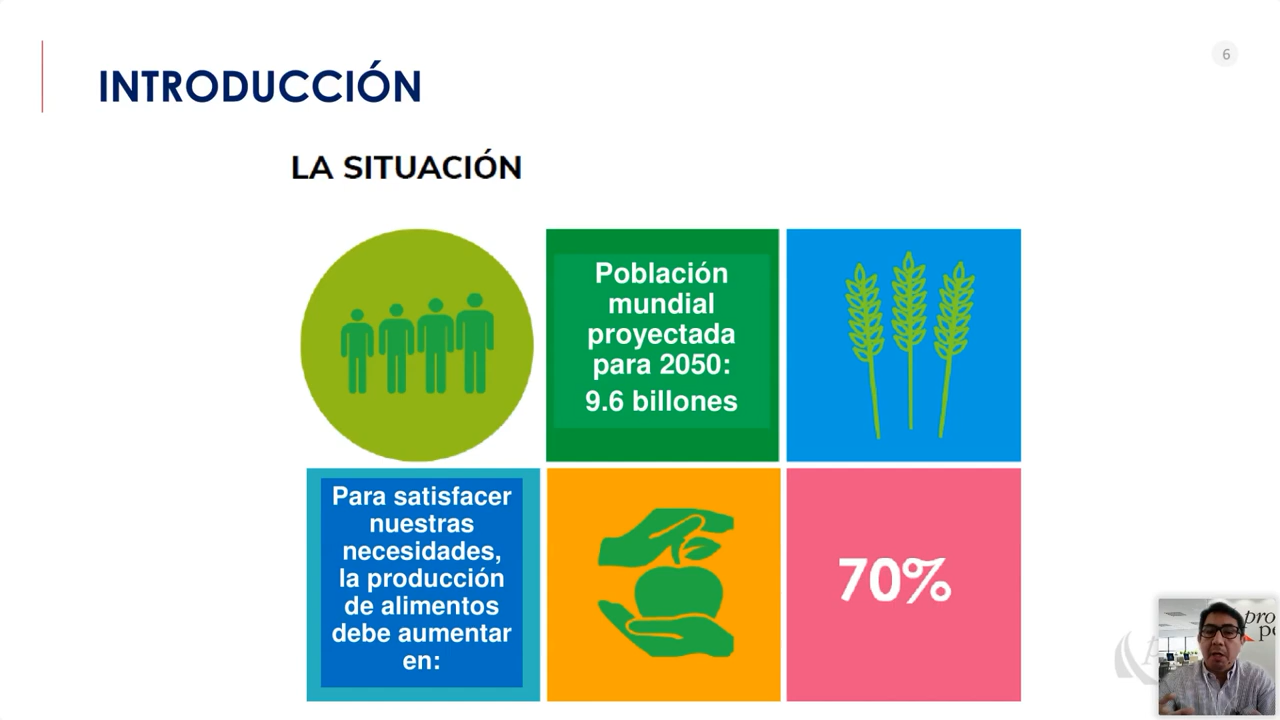 6
INTRODUCCIÓN
LA SITUACIÓN
Población
mundial
proyectada
para 2050:
9.6 billones
Para satisfacer
nuestras
necesidades,
la producción
de alimentos
debe aumentar
en:
70%
pro